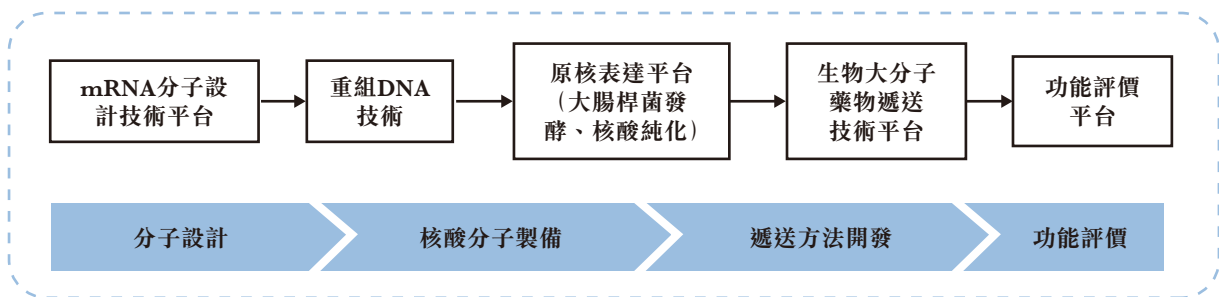 mRNA分子設
計技術平台
重組DNA
技術
原核表達平台
（大腸桿菌發
酵、核酸純化）
生物大分子
藥物遞送
技術平台
功能評價
平台
分子設計
核酸分子製備
遞送方法開發
功能評價